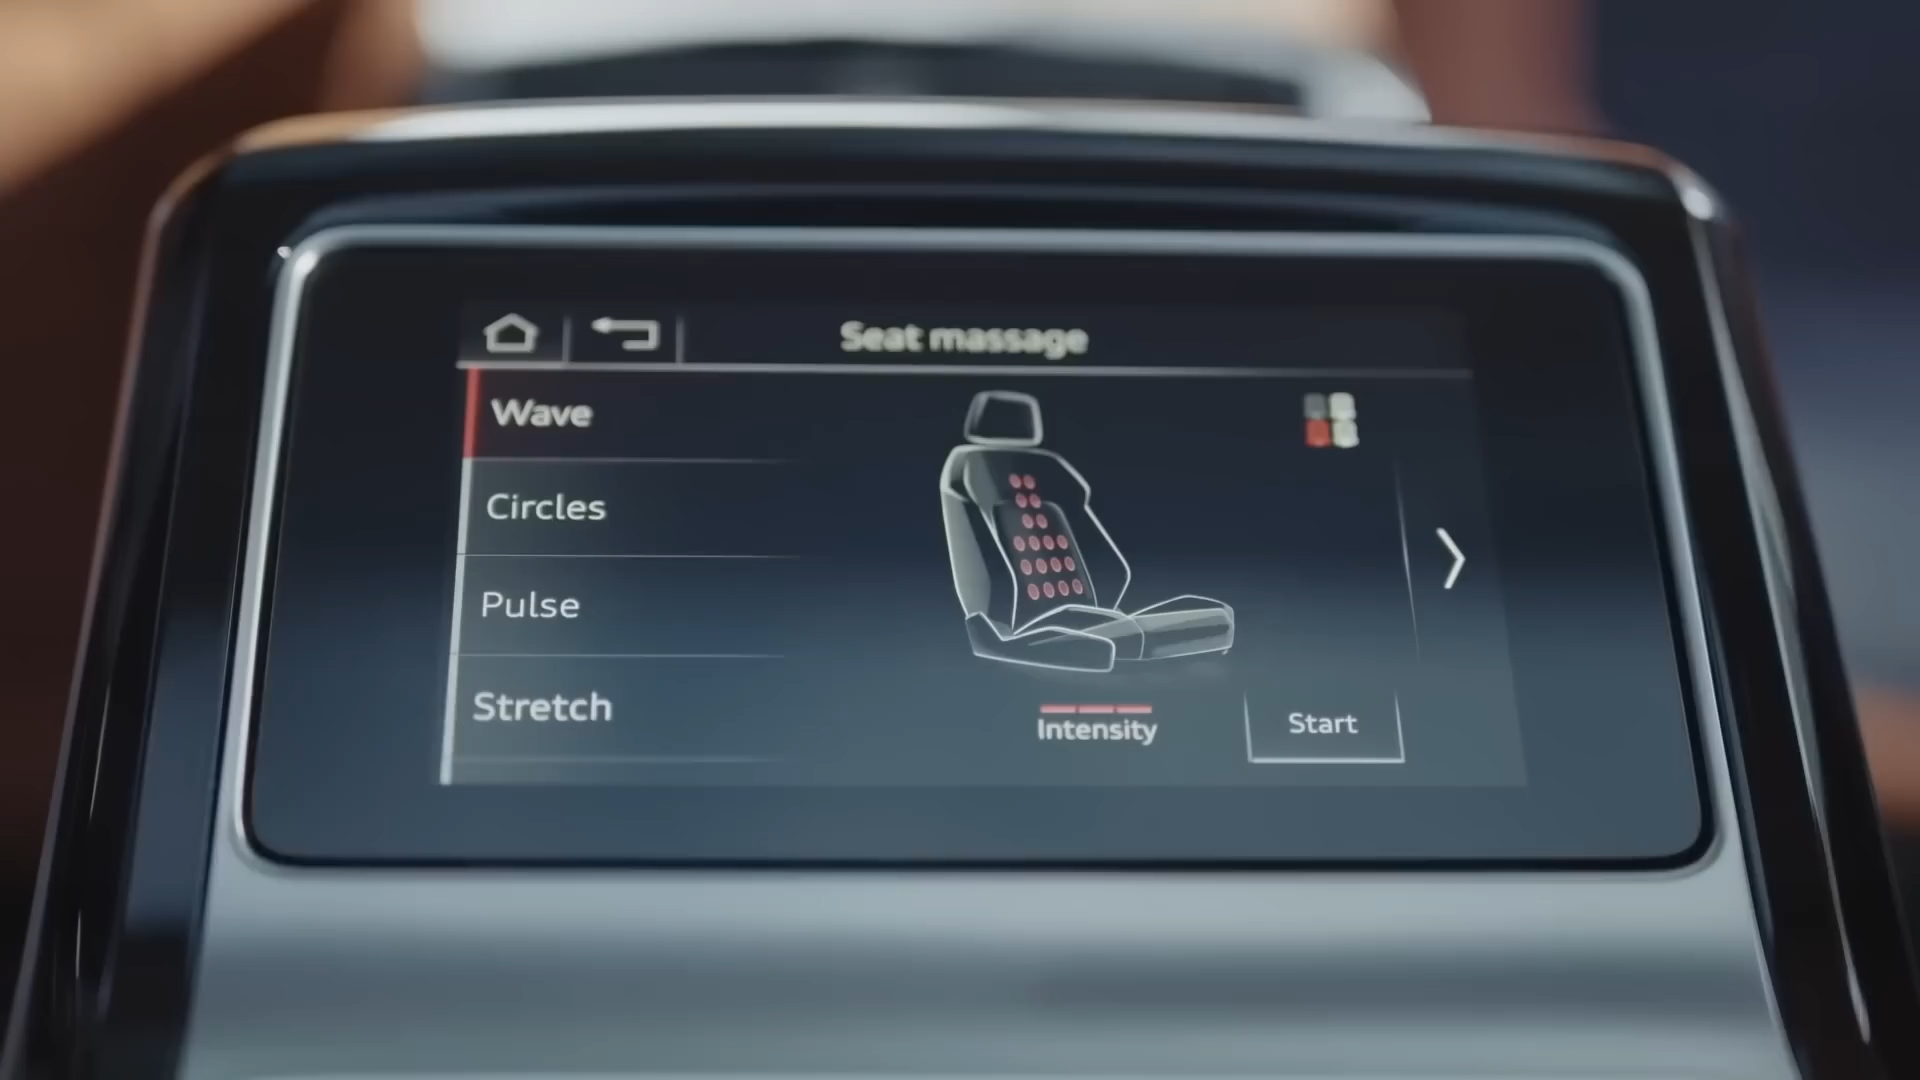 Seat massage
Wave
Circles
Pulse
Stretch
Intensity
Start